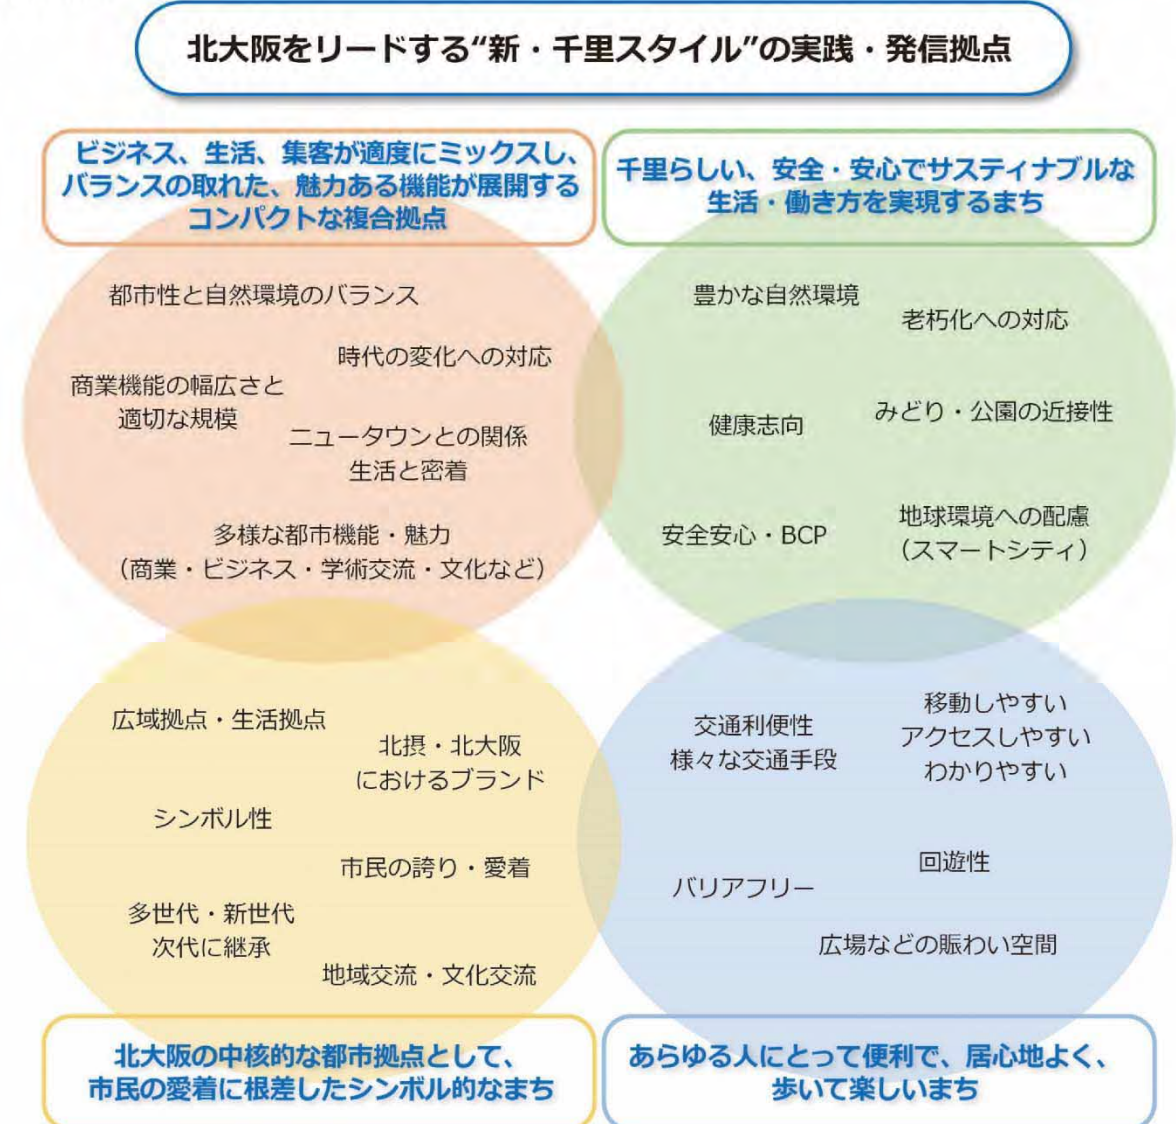 北大阪をリードする“新・千里スタイル”の実践・発信拠点
ビジネス、生活、集客が適度にミックスし、
バランスの取れた、魅力ある機能が展開する
コンパクトな複合拠点
都市性と自然環境のバランス
時代の変化への対応
商業機能の幅広さと
適切な規模
ニュータウンとの関係
生活と密着
多様な都市機能・魅力
（商業・ビジネス・学術交流・文化など）
千里らしい、安全・安心でサスティナブルな
生活・働き方を実現するまち
豊かな自然環境
老朽化への対応
みどり・公園の近接性
健康志向
安全安心・BCP
地球環境への配慮
（スマートシティ）
広域拠点・生活拠点
北摂・北大阪
におけるブランド
シンボル性
市民の誇り・愛着
多世代・新世代
次代に継承
地域交流・文化交流
北大阪の中核的な都市拠点として、
市民の愛着に根差したシンボル的なまち
交通利便性
様々な交通手段
移動しやすい
アクセスしやすい
わかりやすい
回遊性
バリアフリー
広場などの賑わい空間
あらゆる人にとって便利で、居心地よく、
歩いて楽しいまち